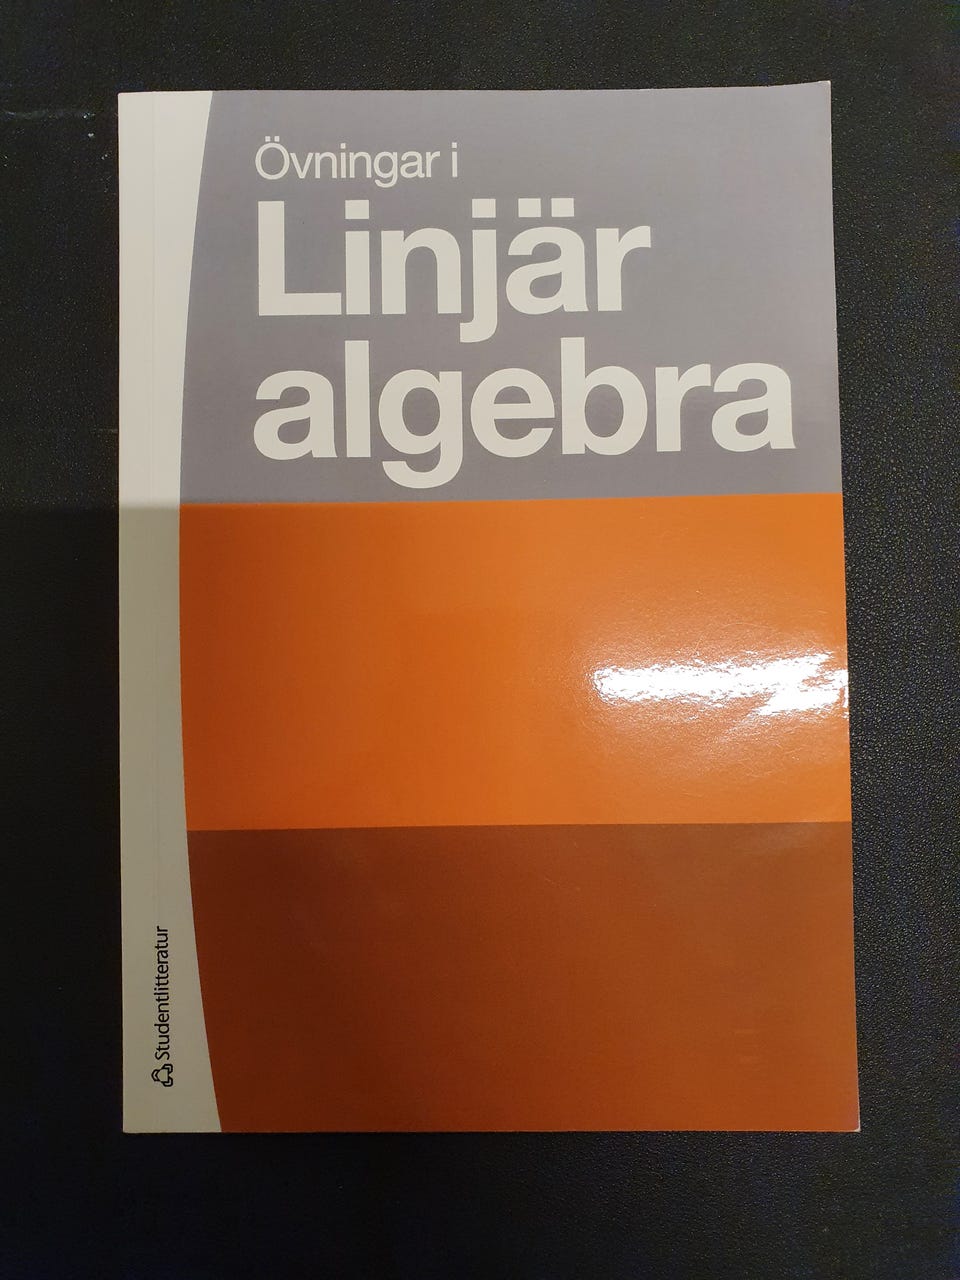 Övningar i
Linjär
algebra
Studentlitteratur